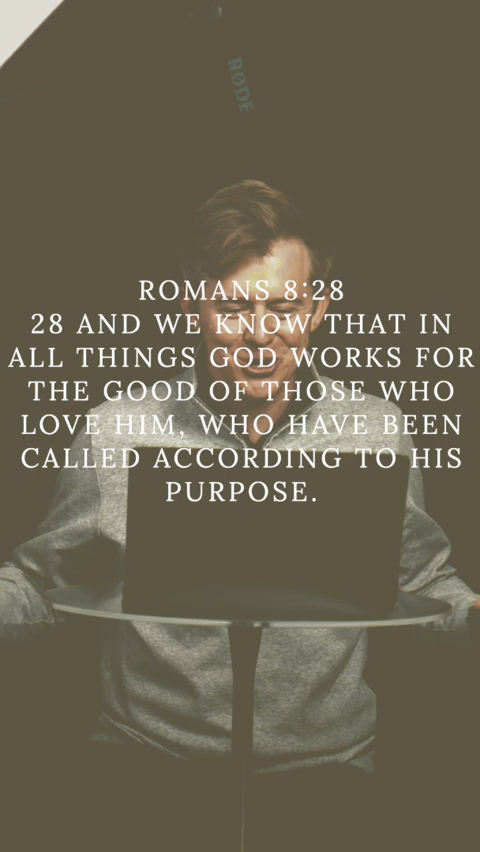 RØDE
ROMANS 8:28
28 AND WE KNOW THAT IN
ALL THINGS GOD WORKS FOR
THE GOOD OF THOSE WHO
LOVE HIM, WHO HAVE BEEN
CALLED ACCORDING TO HIS
PURPOSE.